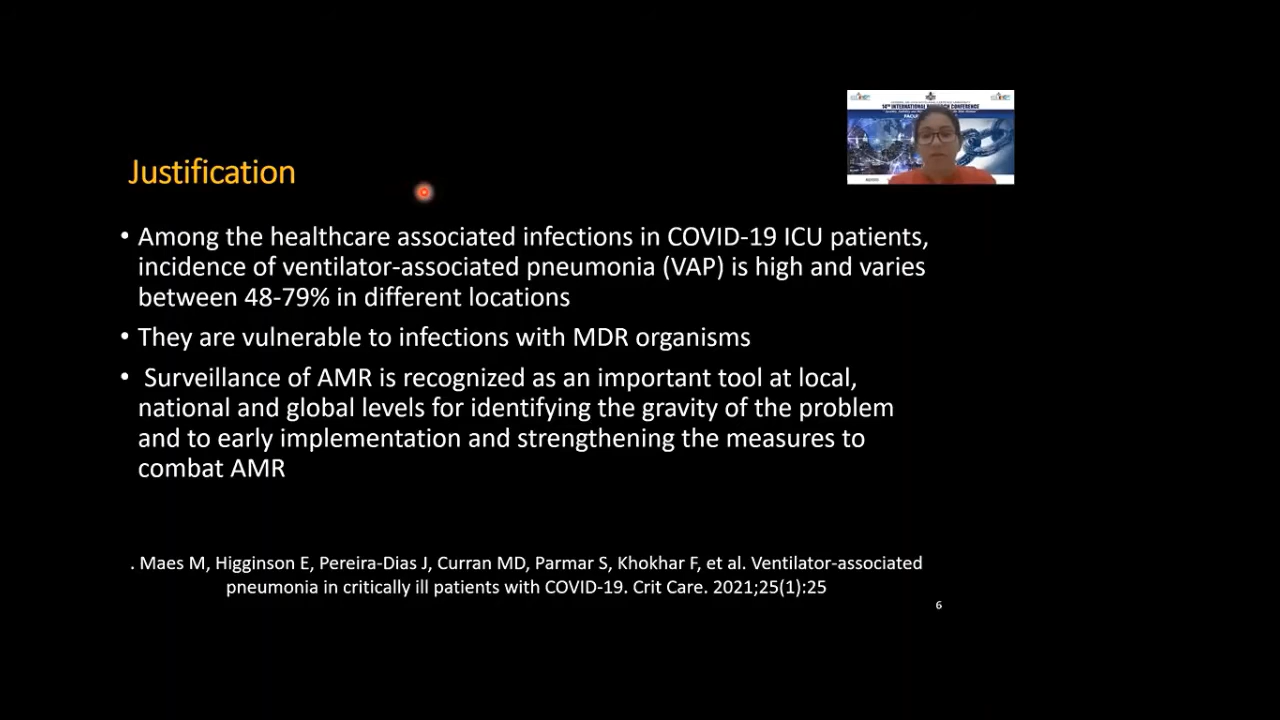 14TH INTERNATIONAL RESEARCH CONFERENCE
Justification
• Among the healthcare associated infections in COVID-19 ICU patients,
incidence of ventilator-associated pneumonia (VAP) is high and varies
between 48-79% in different locations
• They are vulnerable to infections with MDR organisms
• Surveillance of AMR is recognized as an important tool at local,
national and global levels for identifying the gravity of the problem
and to early implementation and strengthening the measures to
combat AMR
. Maes M, Higginson E, Pereira-Dias J, Curran MD, Parmar S, Khokhar F, et al. Ventilator-associated
pneumonia in critically ill patients with COVID-19. Crit Care. 2021;25(1):25
6